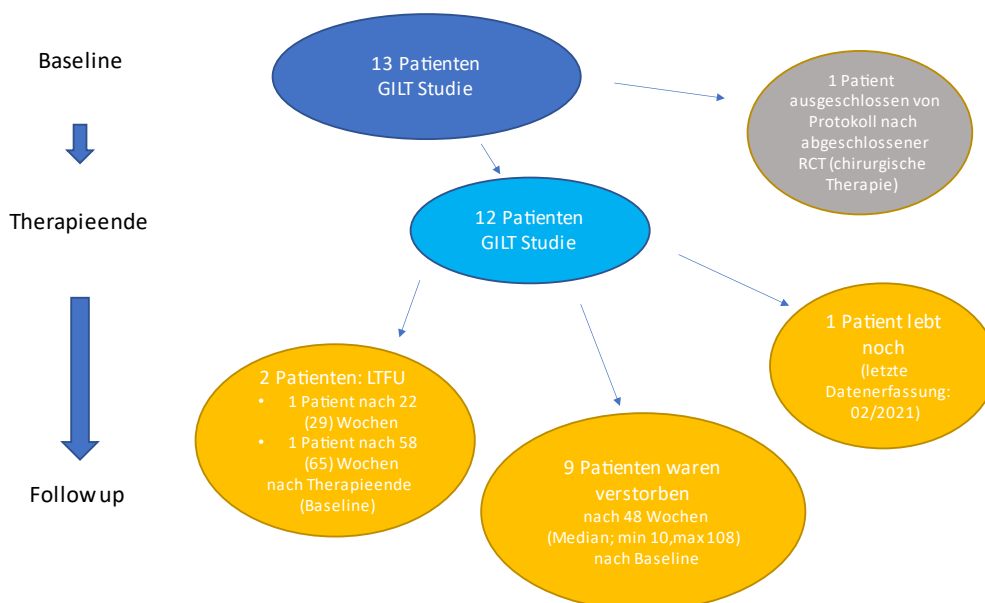 Baseline
13 Patienten
GILT Studie
1 Patient
ausgeschlossen von
Protokoll nach
abgeschlossener
RCT (chirurgische
Therapie)
Therapieende
12 Patienten
GILT Studie
1 Patient lebt
noch
(letzte
Datenerfassung:
02/2021)
2 Patienten: LTFU
• 1 Patient nach 22
(29) Wochen
• 1 Patient nach 58
(65) Wochen
nach Therapieende
(Baseline)
9 Patienten waren
verstorben
nach 48 Wochen
(Median; min 10,max 108)
nach Baseline
Follow up